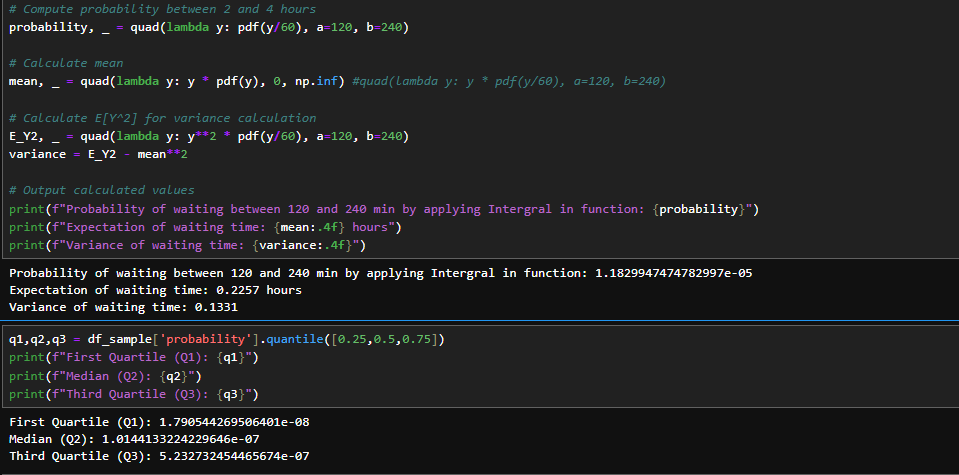 # Compute probability between 2 and 4 hours
probability, _ = quad(lambda y: pdf(y/60), a=120, b=240)
# Calculate mean
mean, _ = quad(lambda y: y * pdf(y), 0, np.inf) #quad(lambda y: y * pdf(y/60), a=120, b=240)
# Calculate E[Y^2] for variance calculation
E_Y2, _ = quad(lambda y: y**2 * pdf(y/60), a=120, b=240)
variance = E_Y2 - mean**2
# Output calculated values
print(f"Probability of waiting between 120 and 240 min by applying Intergral in function: {probability}")
print(f"Expectation of waiting time: {mean:.4f} hours")
print(f"Variance of waiting time: {variance:.4f}")
Probability of waiting between 120 and 240 min by applying Intergral in function: 1.1829947474782997e-05
Expectation of waiting time: 0.2257 hours
Variance of waiting time: 0.1331
q1,q2,q3 = df_sample['probability'].quantile([0.25,0.5,0.75])
print(f"First Quartile (Q1): {q1}")
print(f"Median (Q2): {q2}")
print(f"Third Quartile (Q3): {q3}")
First Quartile (Q1): 1.790544269506401e-08
Median (Q2): 1.0144133224229646e-07
Third Quartile (Q3): 5.232732454465674e-07